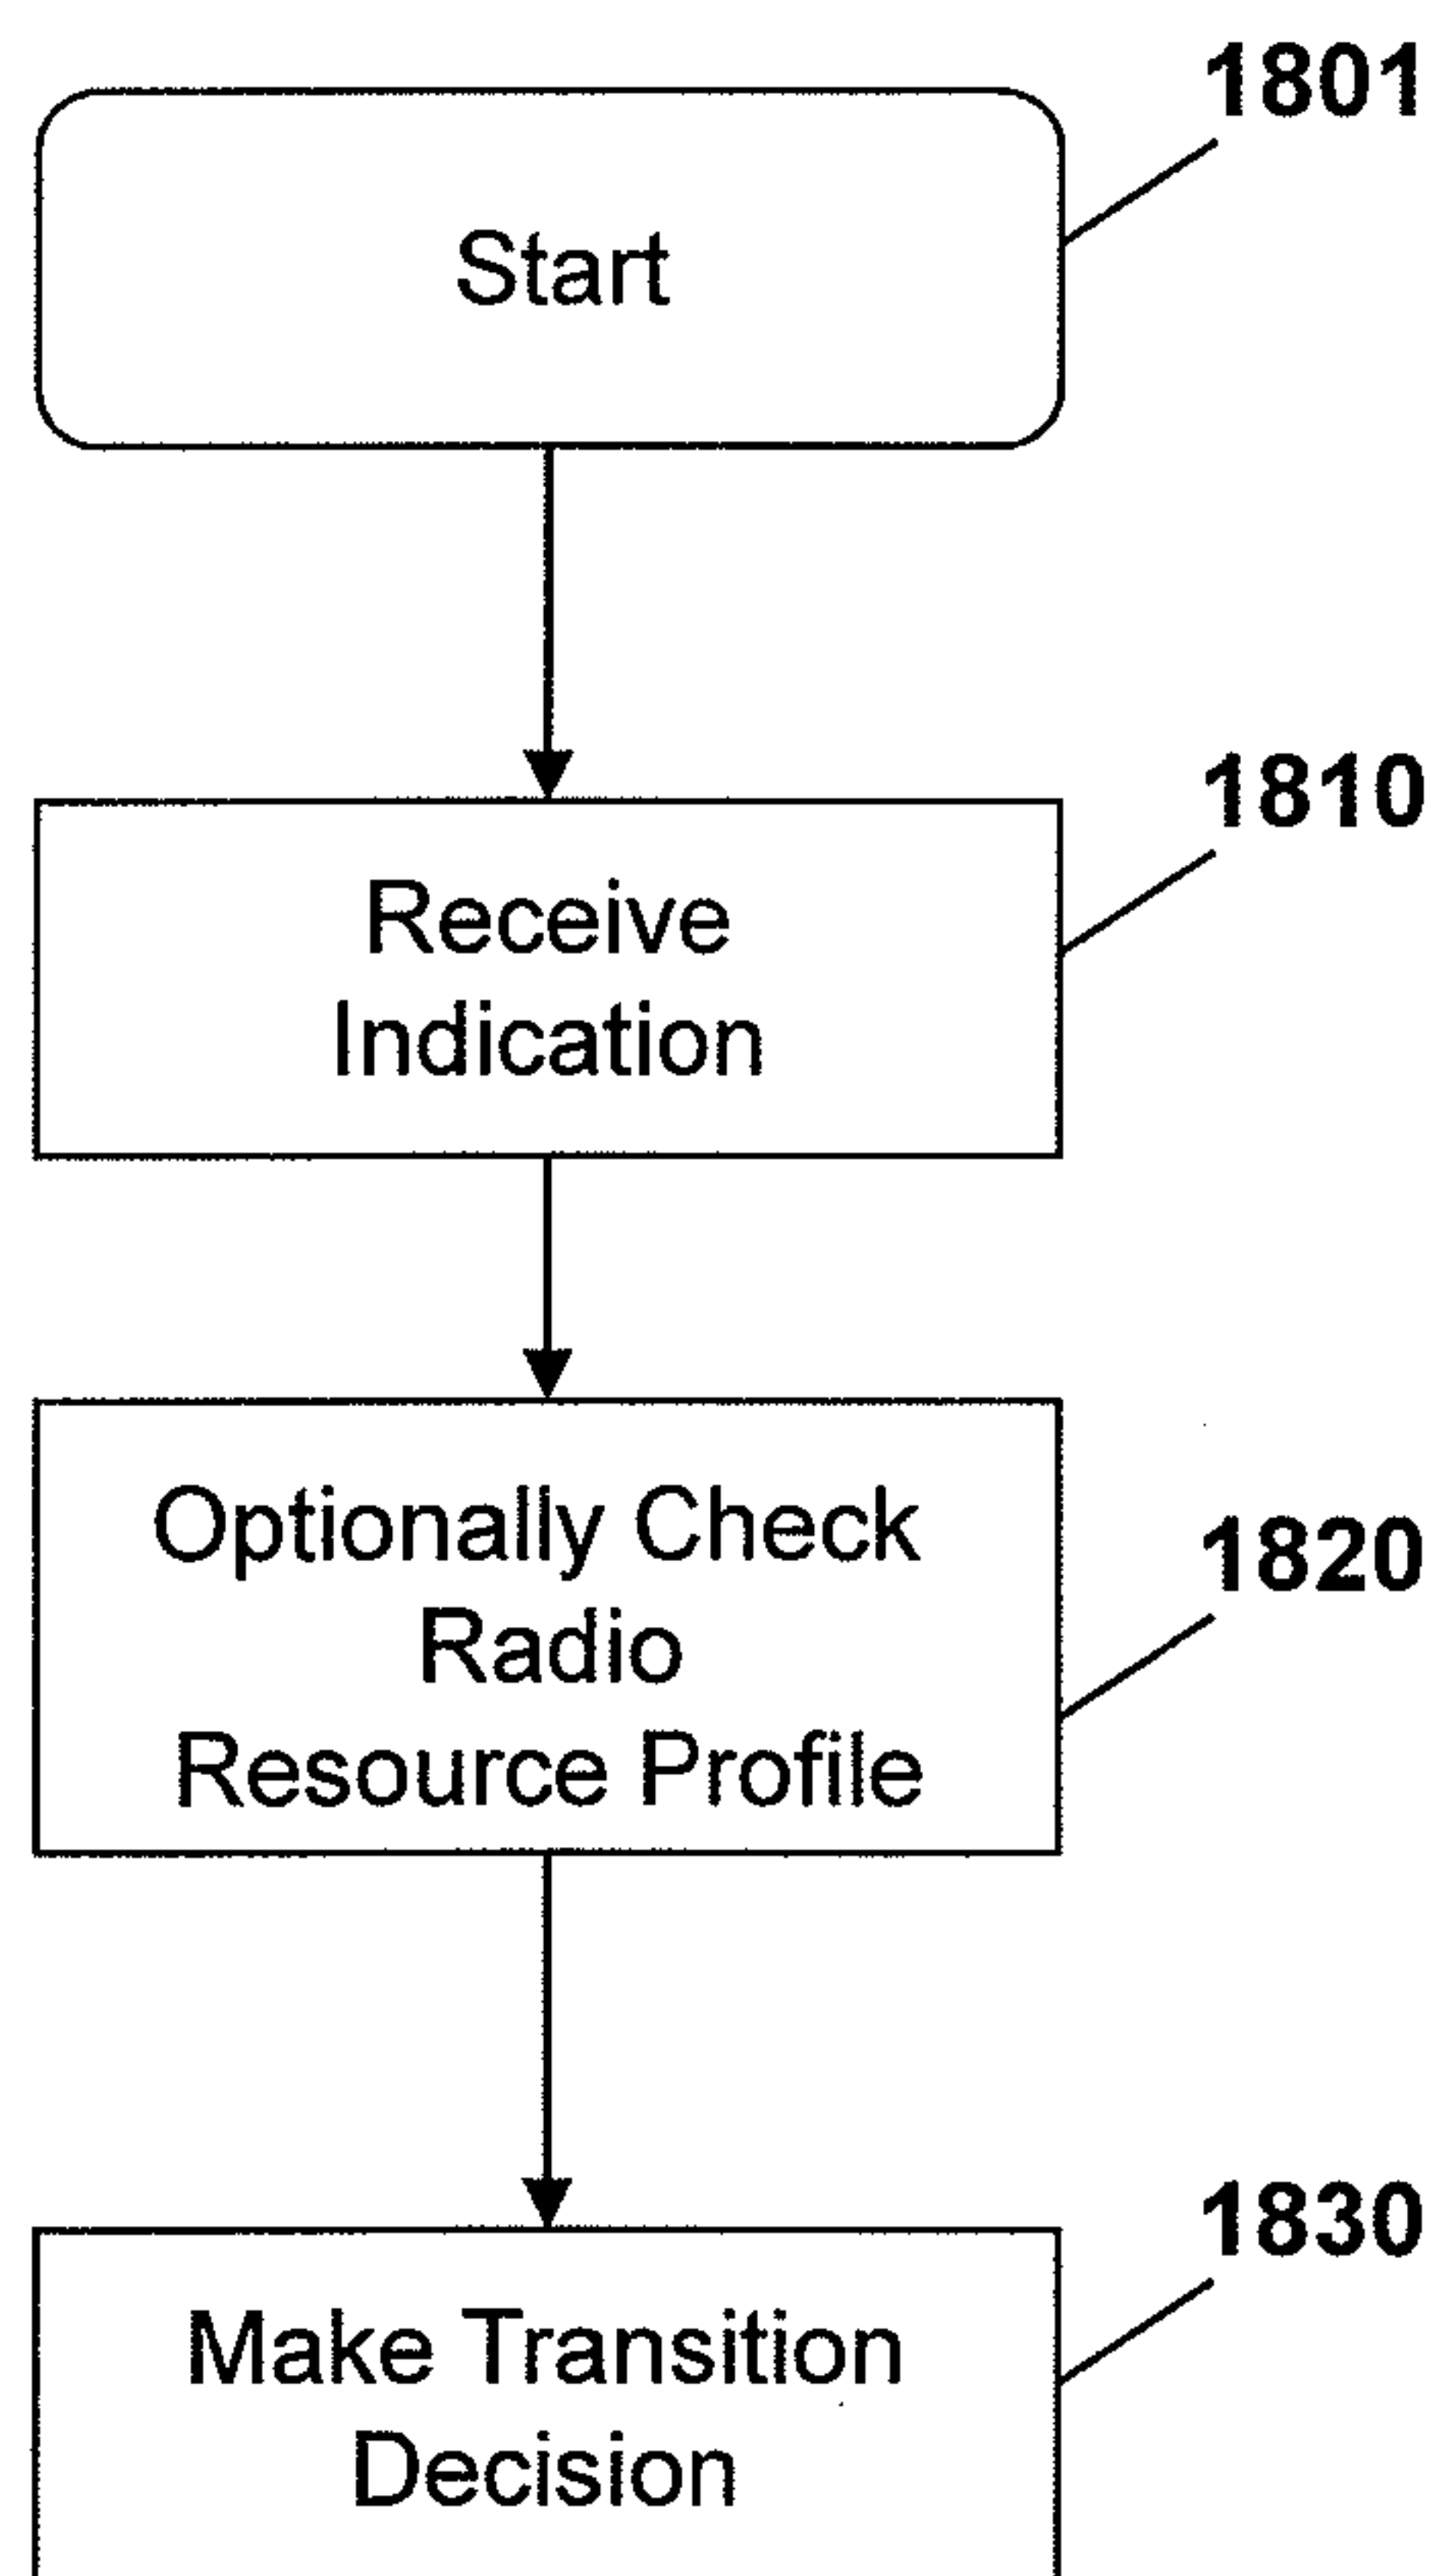 1801
Start
1810
Receive
Indication
Optionally Check
1820
Radio
Resource Profile
1830
Make Transition
Decision